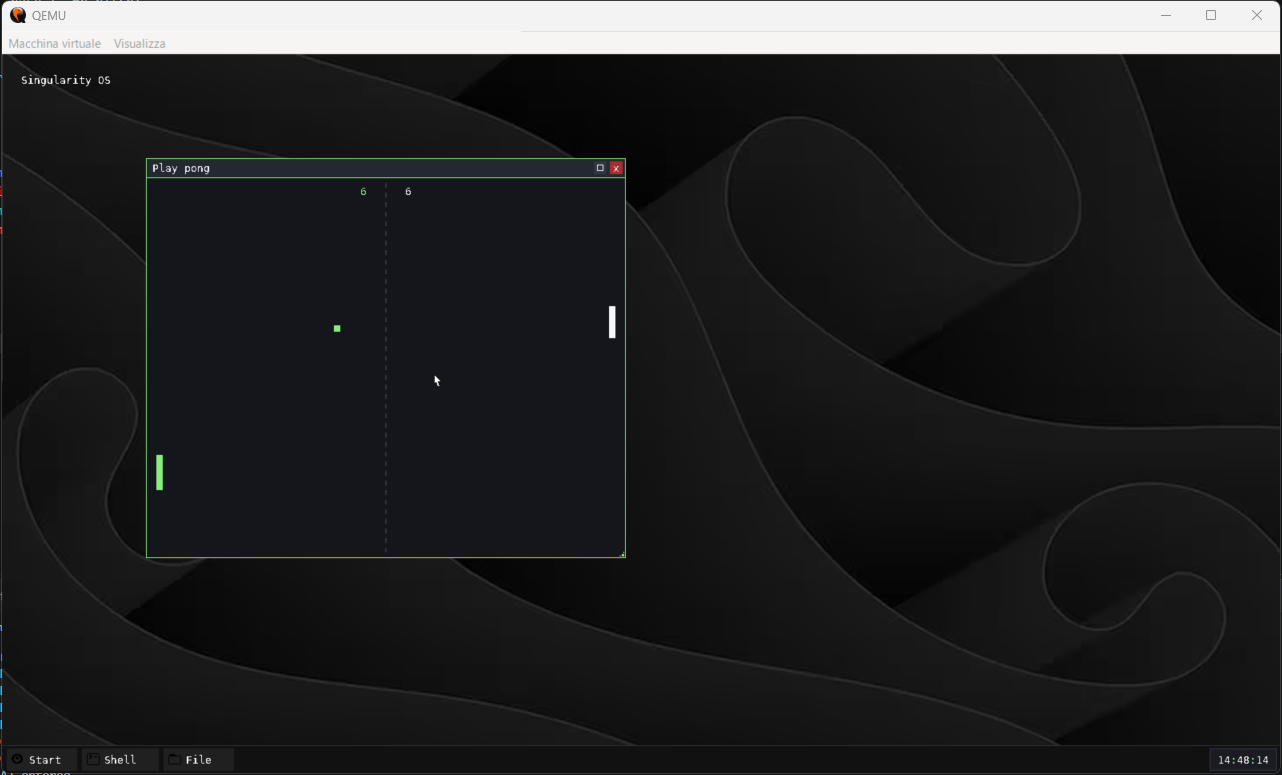 QEMU
Macchina virtuale Visualizza
Singularity OS
Play pong
6 6
Start Shell File
14:48:14